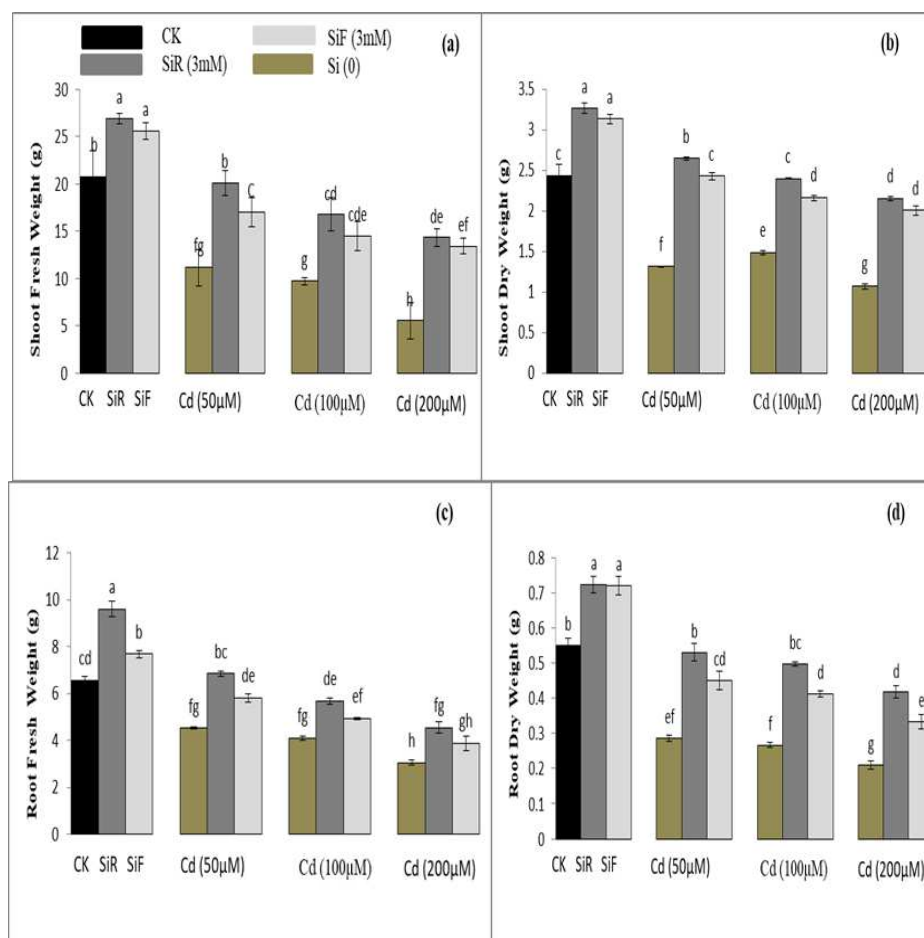 CK
SiF (3mM)
(a)
SiR (3mM)
Si (0)
Shoot Fresh Weight (g)
30
25
20
15
10
5
0
b
a
a
fg
b
c
g
cd
cde
h
de
ef
CK SiR SiF
Cd (50µM)
Cd (100µM)
Cd (200µM)
(b)
Shoot Dry Weight (g)
3.5
3
2.5
2
1.5
1
0.5
0
c
a
a
f
b
c
e
c
d
g
d
d
CK SiR SiF
Cd (50µM)
Cd (100µM)
Cd (200µM)
(c)
Root Fresh Weight (g)
12
10
8
6
4
2
0
cd
a
b
fg
bc
de
fg
de
ef
h
fg
gh
CK SiR SiF
Cd (50µM)
Cd (100µM)
Cd (200µM)
(d)
Root Dry Weight (g)
0.8
0.7
0.6
0.5
0.4
0.3
0.2
0.1
0
b
a
a
ef
b
cd
f
bc
d
g
d
e
CK SiR SiF
Cd (50µM)
Cd (100µM)
Cd (200µM)